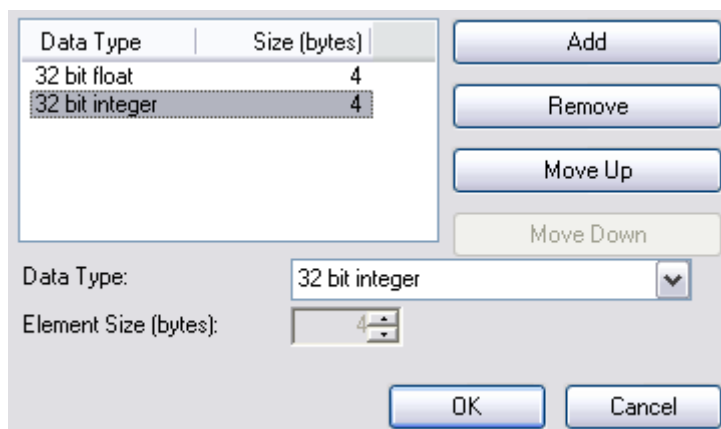 Data Type Size (bytes)
32 bit float 4
32 bit integer 4
Add
Remove
Move Up
Move Down
Data Type: 32 bit integer
Element Size (bytes): 4
OK Cancel